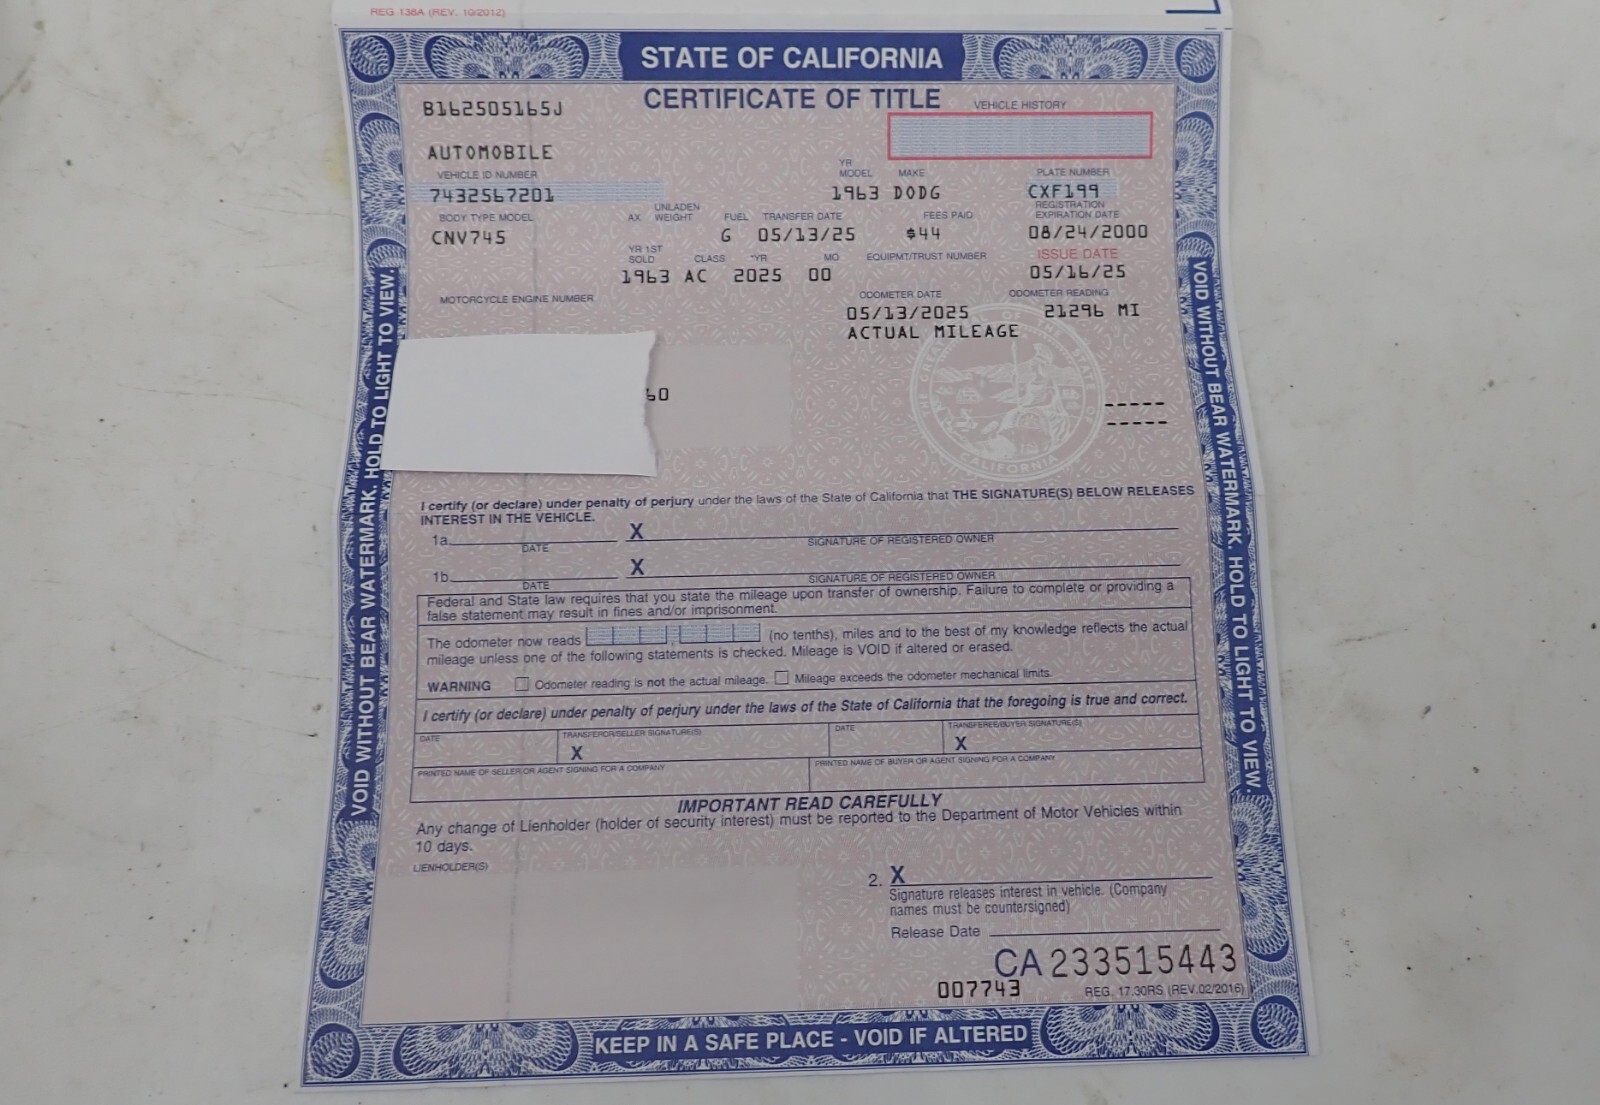 REG 138A (REV. 10/2012)
STATE OF CALIFORNIA
CERTIFICATE OF TITLE
B162505165J
VEHICLE HISTORY
AUTOMOBILE
VEHICLE ID NUMBER
YR MODEL
MAKE
PLATE NUMBER
7432567201
1963 DODG
CXF199
BODY TYPE MODEL
AX
UNLADEN WEIGHT
FUEL
TRANSFER DATE
FEES PAID
REGISTRATION EXPIRATION DATE
CNV745
G
05/13/25
$44
08/24/2000
YR 1ST SOLD
CLASS
*YR
MO
EQUIPMT/TRUST NUMBER
ISSUE DATE
1963 AC 2025 00
05/16/25
MOTORCYCLE ENGINE NUMBER
ODOMETER DATE
ODOMETER READING
05/13/2025
21296 MI
ACTUAL MILEAGE
60
I certify (or declare) under penalty of perjury under the laws of the State of California that THE SIGNATURE(S) BELOW RELEASES
INTEREST IN THE VEHICLE.
1a. DATE X SIGNATURE OF REGISTERED OWNER
1b. DATE X SIGNATURE OF REGISTERED OWNER
Federal and State law requires that you state the mileage upon transfer of ownership. Failure to complete or providing a
false statement may result in fines and/or imprisonment.
The odometer now reads (no tenths), miles and to the best of my knowledge reflects the actual
mileage unless one of the following statements is checked. Mileage is VOID if altered or erased.
WARNING Odometer reading is not the actual mileage. Mileage exceeds the odometer mechanical limits.
I certify (or declare) under penalty of perjury under the laws of the State of California that the foregoing is true and correct.
DATE
TRANSFEROR/SELLER SIGNATURE(S)
X
DATE
TRANSFEREE/BUYER SIGNATURE(S)
X
PRINTED NAME OF SELLER OR AGENT SIGNING FOR A COMPANY
PRINTED NAME OF BUYER OR AGENT SIGNING FOR A COMPANY
IMPORTANT READ CAREFULLY
Any change of Lienholder (holder of security interest) must be reported to the Department of Motor Vehicles within
10 days.
LIENHOLDER(S)
2. X
Signature releases interest in vehicle. (Company
names must be countersigned)
Release Date
CA 233515443
007743
REG. 17.30RS (REV.02/2016)
KEEP IN A SAFE PLACE - VOID IF ALTERED
VOID WITHOUT BEAR WATERMARK. HOLD TO LIGHT TO VIEW.
VOID WITHOUT BEAR WATERMARK. HOLD TO LIGHT TO VIEW.